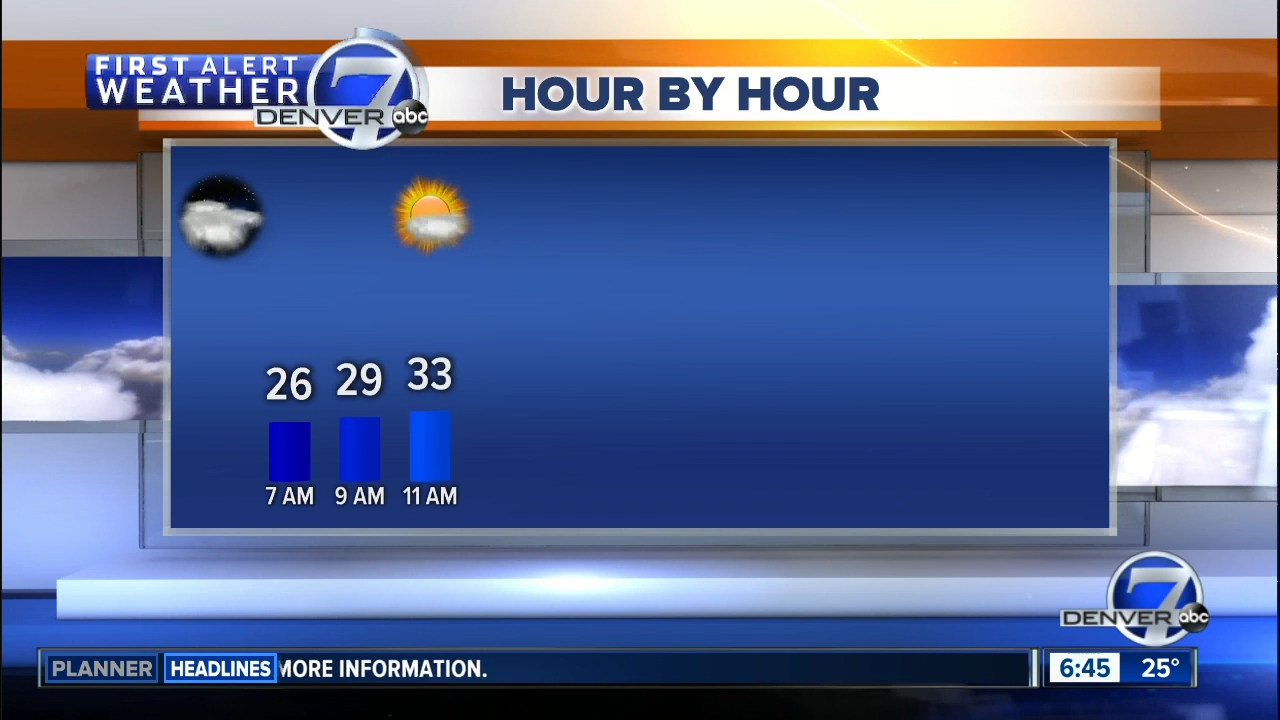 FIRST ALERT
WEATHER
7
DENVER abc
HOUR BY HOUR
26 29 33
7 AM 9 AM 11 AM
7
DENVER abc
PLANNER HEADLINES MORE INFORMATION. 6:45 25°